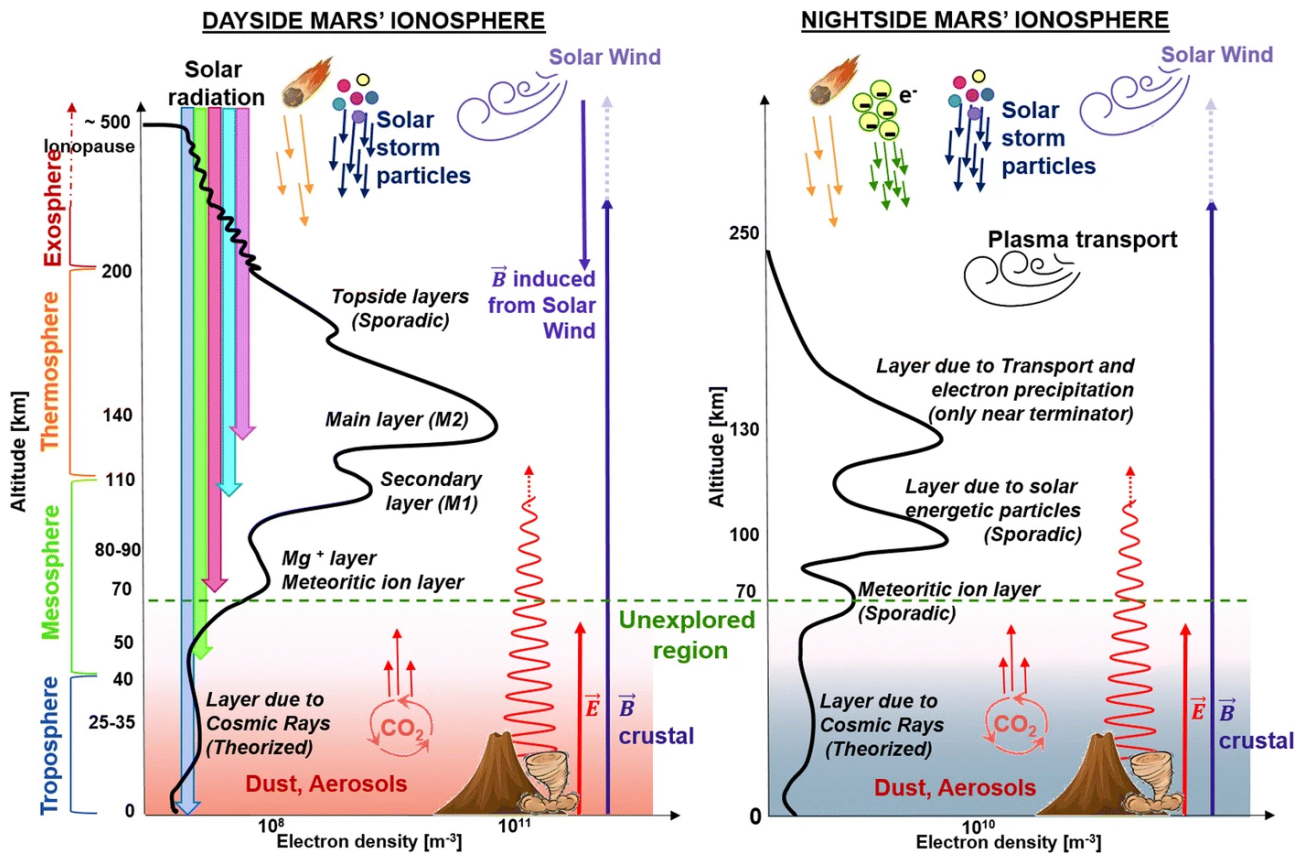 DAYSIDE MARS' IONOSPHERE
Solar
radiation
Solar
storm
particles
Solar Wind
~ 500
Ionopause
Exosphere
200
Thermosphere
140
110
Mesosphere
80-90
70
50
40
Troposphere
25-35
0
Altitude [km]
Topside layers
(Sporadic)
B induced
from Solar
Wind
Main layer (M2)
Secondary
layer (M1)
Mg + layer
Meteoritic ion layer
Unexplored
region
Layer due to
Cosmic Rays
(Theorized)
CO2
E
B
crustal
Dust, Aerosols
10^8
10^11
Electron density [m-3]
NIGHTSIDE MARS' IONOSPHERE
Solar Wind
e-
Solar
storm
particles
250
Plasma transport
Layer due to Transport and
electron precipitation
(only near terminator)
130
Altitude [km]
Layer due to solar
energetic particles
(Sporadic)
100
70
Meteoritic ion layer
(Sporadic)
Layer due to
Cosmic Rays
(Theorized)
CO2
E
B
crustal
Dust, Aerosols
0
10^10
Electron density [m-3]